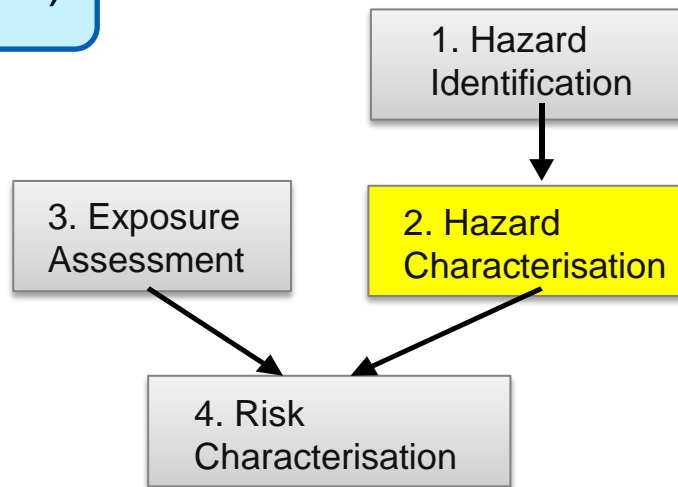 1. Hazard
Identification
3. Exposure
Assessment
2. Hazard
Characterisation
4. Risk
Characterisation